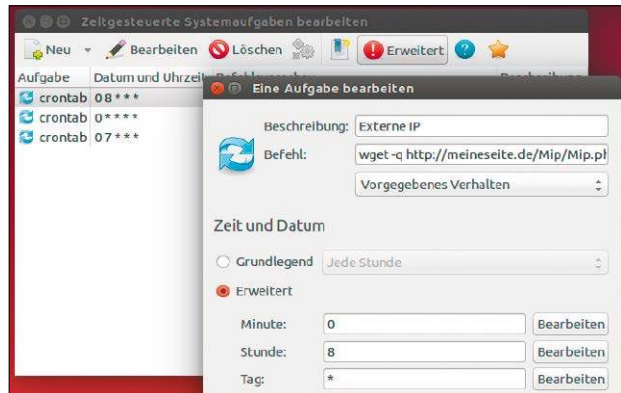 Zeitgesteuerte Systemaufgaben bearbeiten
Neu Bearbeiten Löschen Erweitert
Aufgabe Datum und Uhrzeit
crontab 0 8 * * *
crontab 0 * * * *
crontab 0 7 * * *
Eine Aufgabe bearbeiten
Beschreibung: Externe IP
Befehl: wget -q http://meineseite.de/Mip/Mip.ph
Vorgegebenes Verhalten
Zeit und Datum
Grundlegend Jede Stunde
Erweitert
Minute: 0 Bearbeiten
Stunde: 8 Bearbeiten
Tag: * Bearbeiten